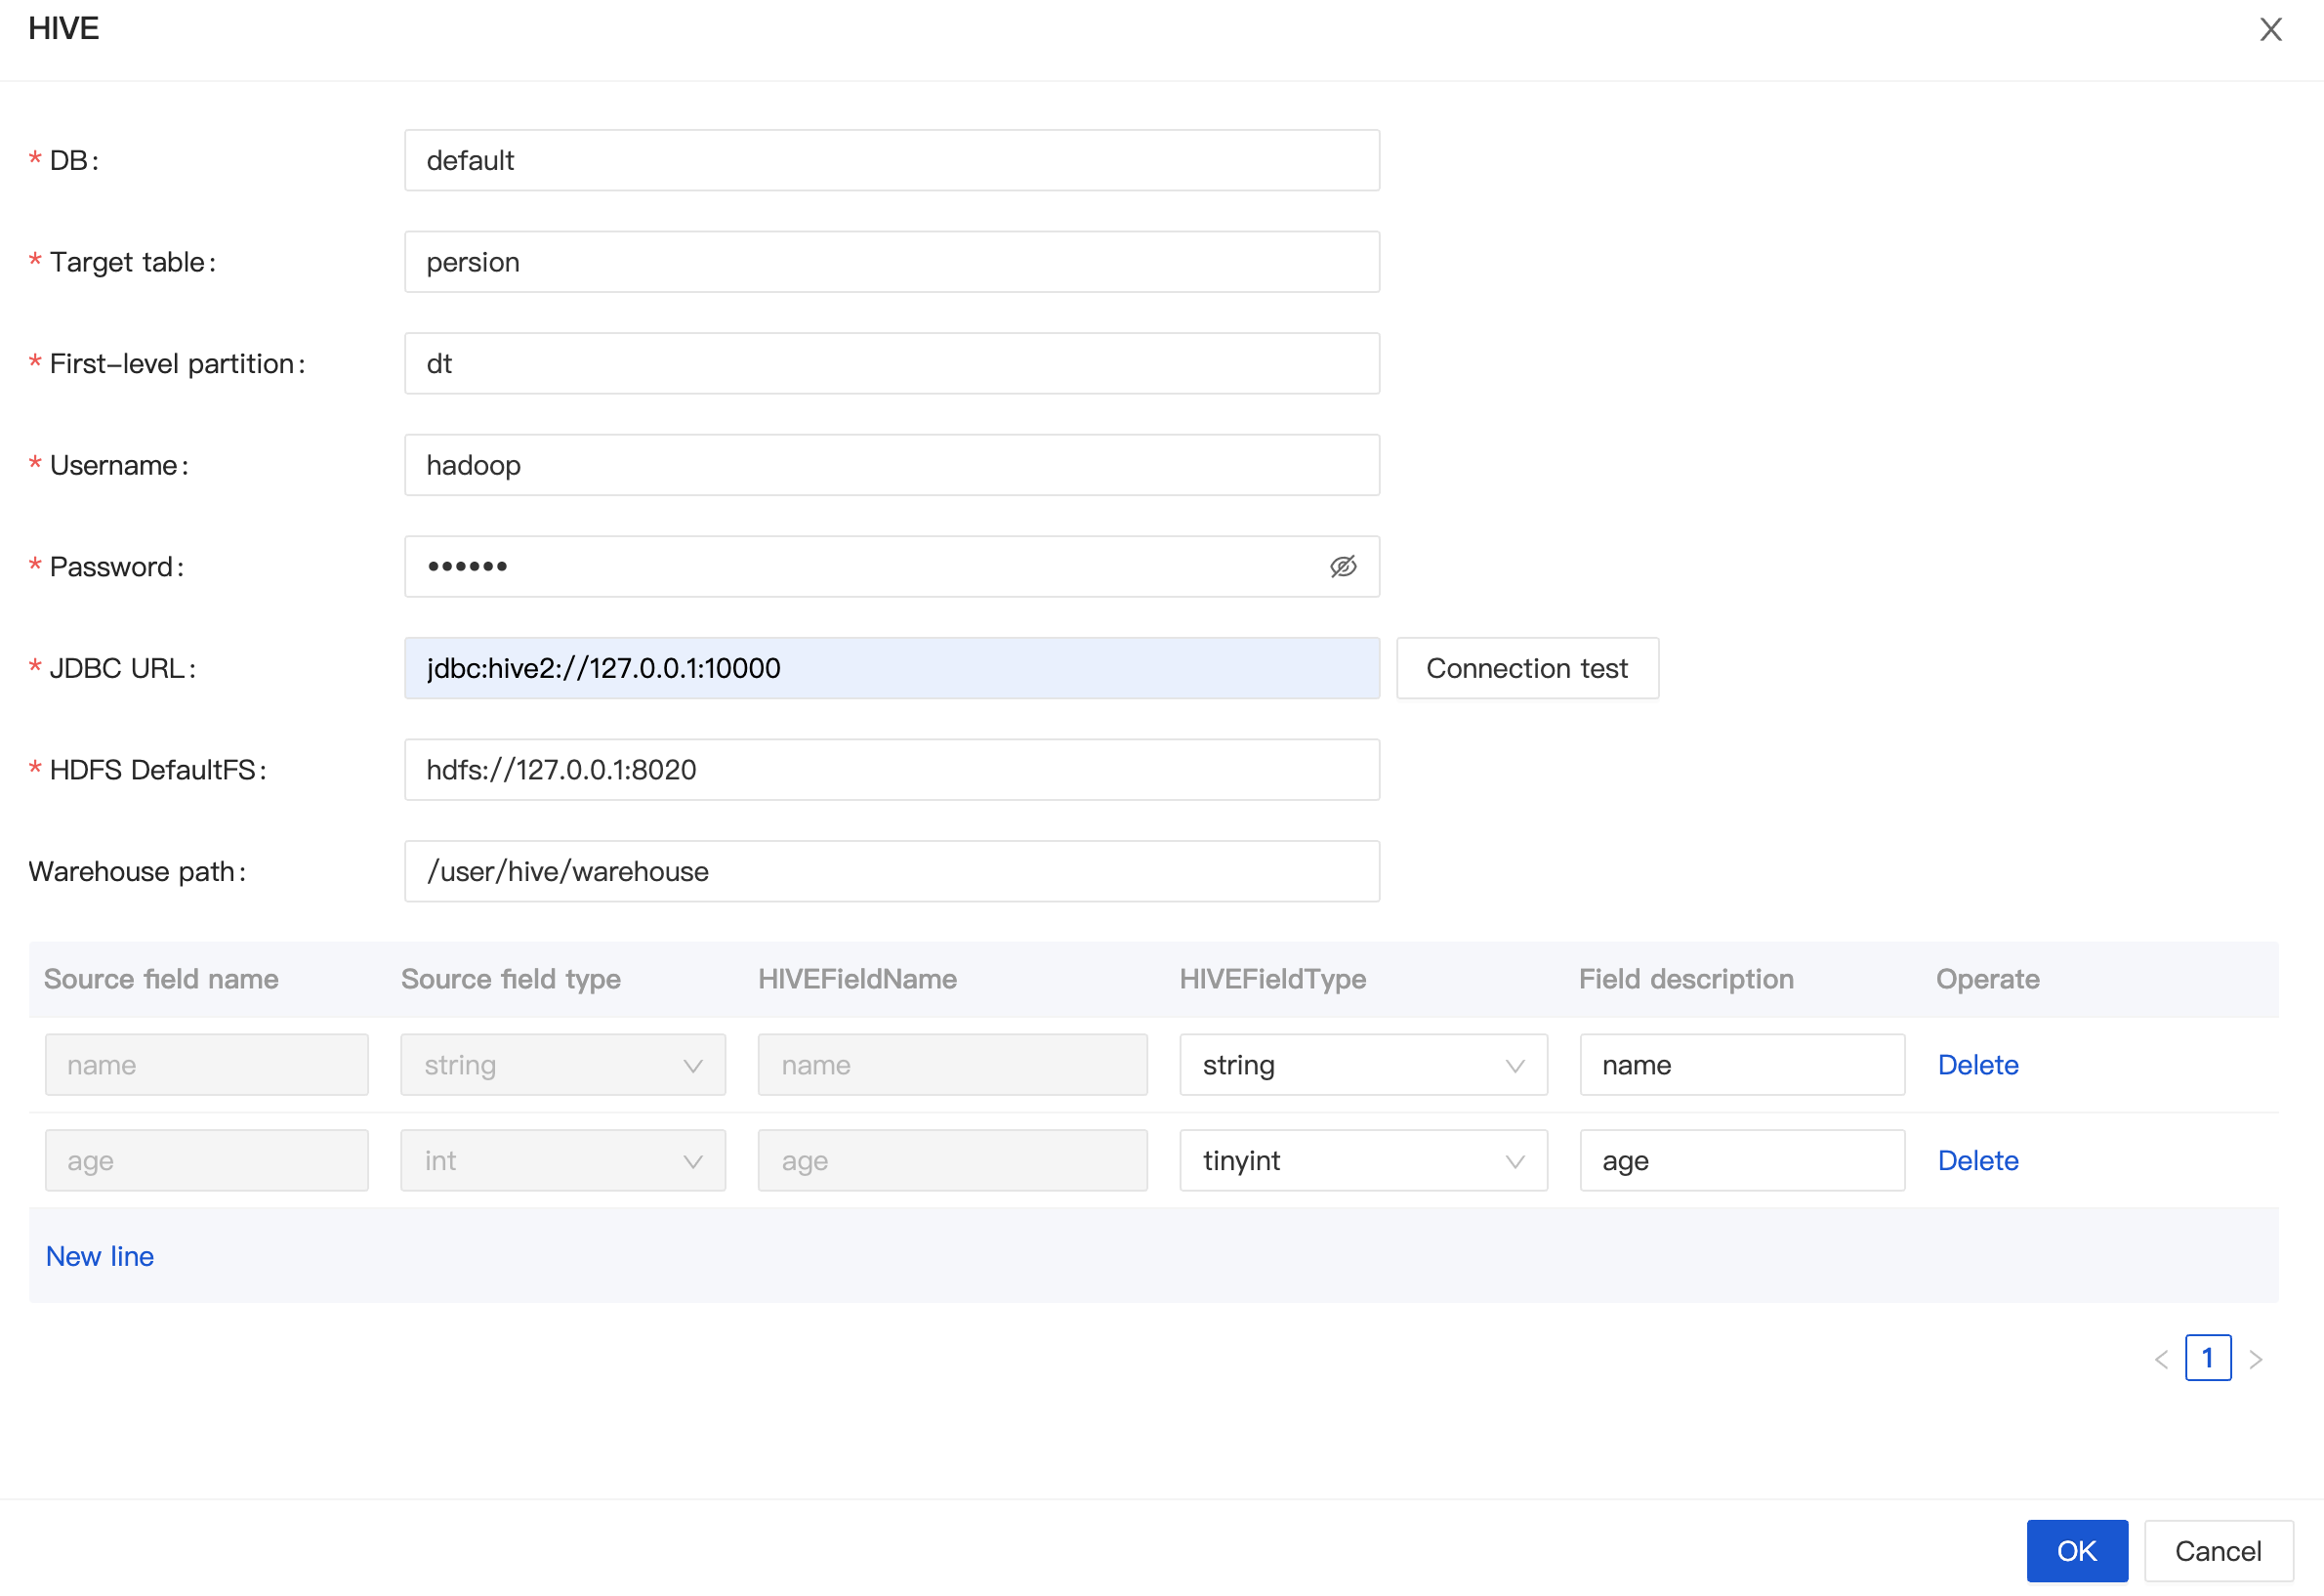 HIVE
* DB: default
* Target table: persion
* First-level partition: dt
* Username: hadoop
* Password: ••••••
* JDBC URL: jdbc:hive2://127.0.0.1:10000 Connection test
* HDFS DefaultFS: hdfs://127.0.0.1:8020
Warehouse path: /user/hive/warehouse
Source field name Source field type HIVEFieldName HIVEFieldType Field description Operate
name string name string name Delete
age int age tinyint age Delete
New line
< 1 >
OK Cancel